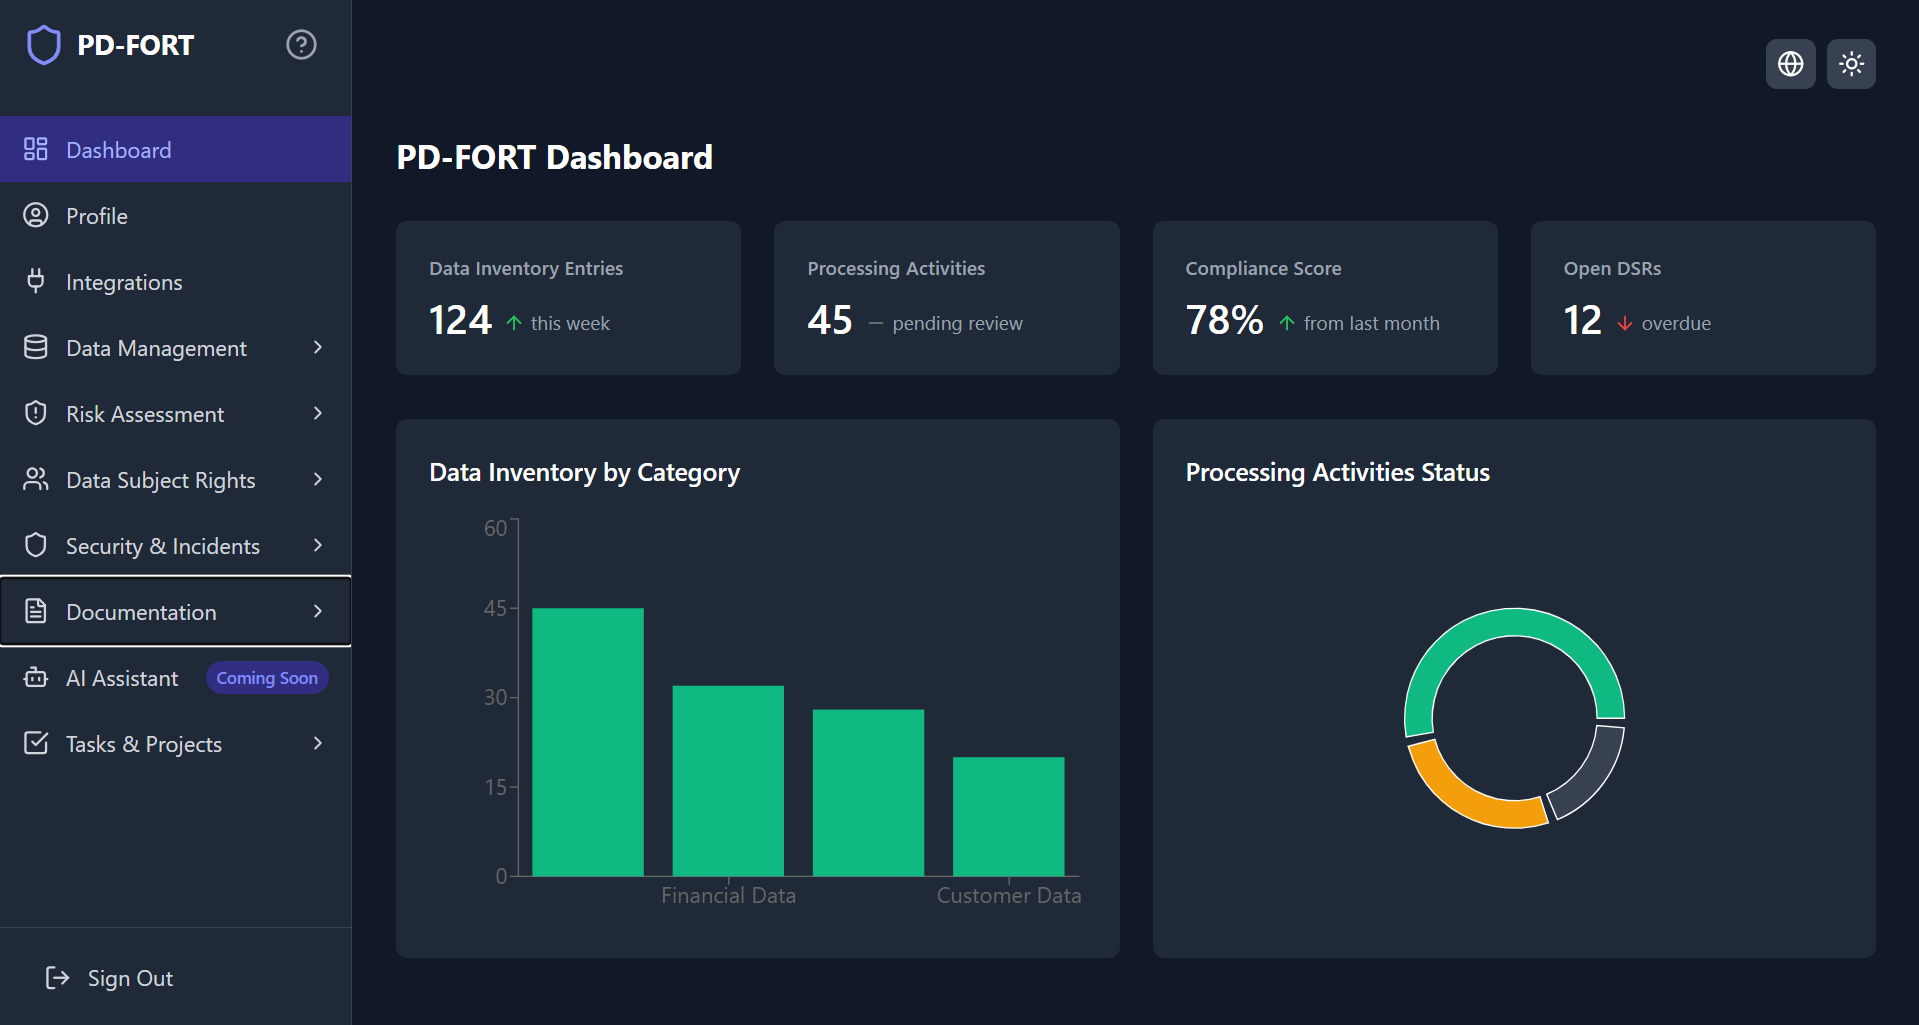 PD-FORT
Dashboard
Profile
Integrations
Data Management
Risk Assessment
Data Subject Rights
Security & Incidents
Documentation
AI Assistant Coming Soon
Tasks & Projects
Sign Out
PD-FORT Dashboard
Data Inventory Entries
124 ↑ this week
Processing Activities
45 — pending review
Compliance Score
78% ↑ from last month
Open DSRs
12 ↓ overdue
Data Inventory by Category
60
45
30
15
0
Financial Data
Customer Data
Processing Activities Status